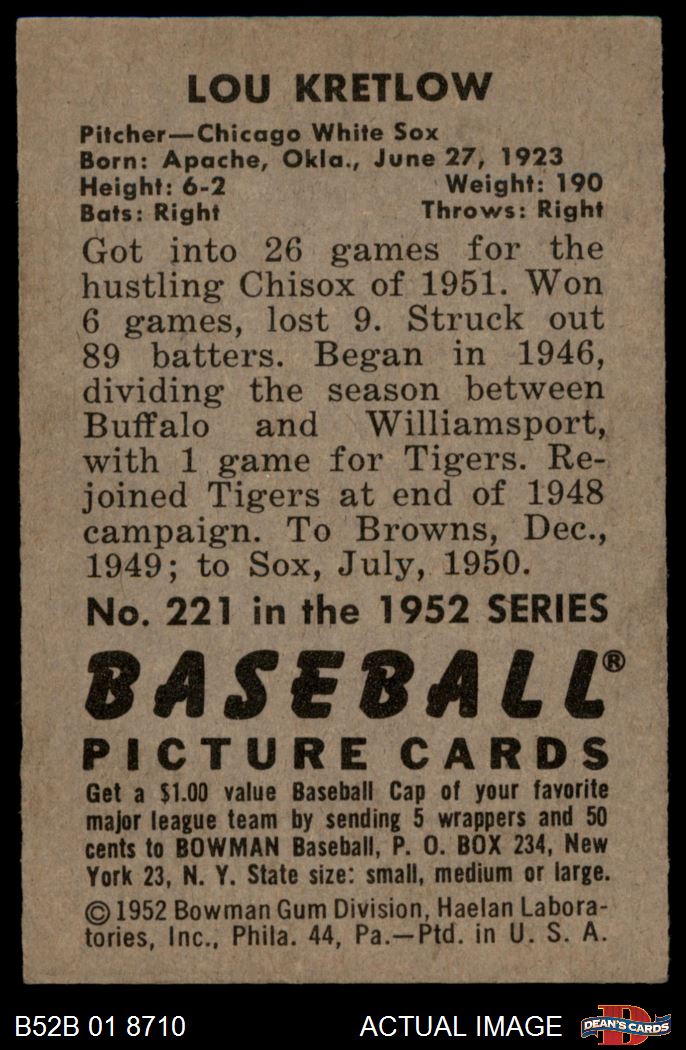 LOU KRETLOW
Pitcher—Chicago White Sox
Born: Apache, Okla., June 27, 1923
Height: 6-2 Weight: 190
Bats: Right Throws: Right
Got into 26 games for the
hustling Chisox of 1951. Won
6 games, lost 9. Struck out
89 batters. Began in 1946,
dividing the season between
Buffalo and Williamsport,
with 1 game for Tigers. Re-
joined Tigers at end of 1948
campaign. To Browns, Dec.,
1949; to Sox, July, 1950.
No. 221 in the 1952 SERIES
BASEBALL®
PICTURE CARDS
Get a $1.00 value Baseball Cap of your favorite
major league team by sending 5 wrappers and 50
cents to BOWMAN Baseball, P. O. BOX 234, New
York 23, N. Y. State size: small, medium or large.
© 1952 Bowman Gum Division, Haelan Labora-
tories, Inc., Phila. 44, Pa.—Ptd. in U. S. A.
B52B 01 8710 ACTUAL IMAGE D DEAN'S CARDS